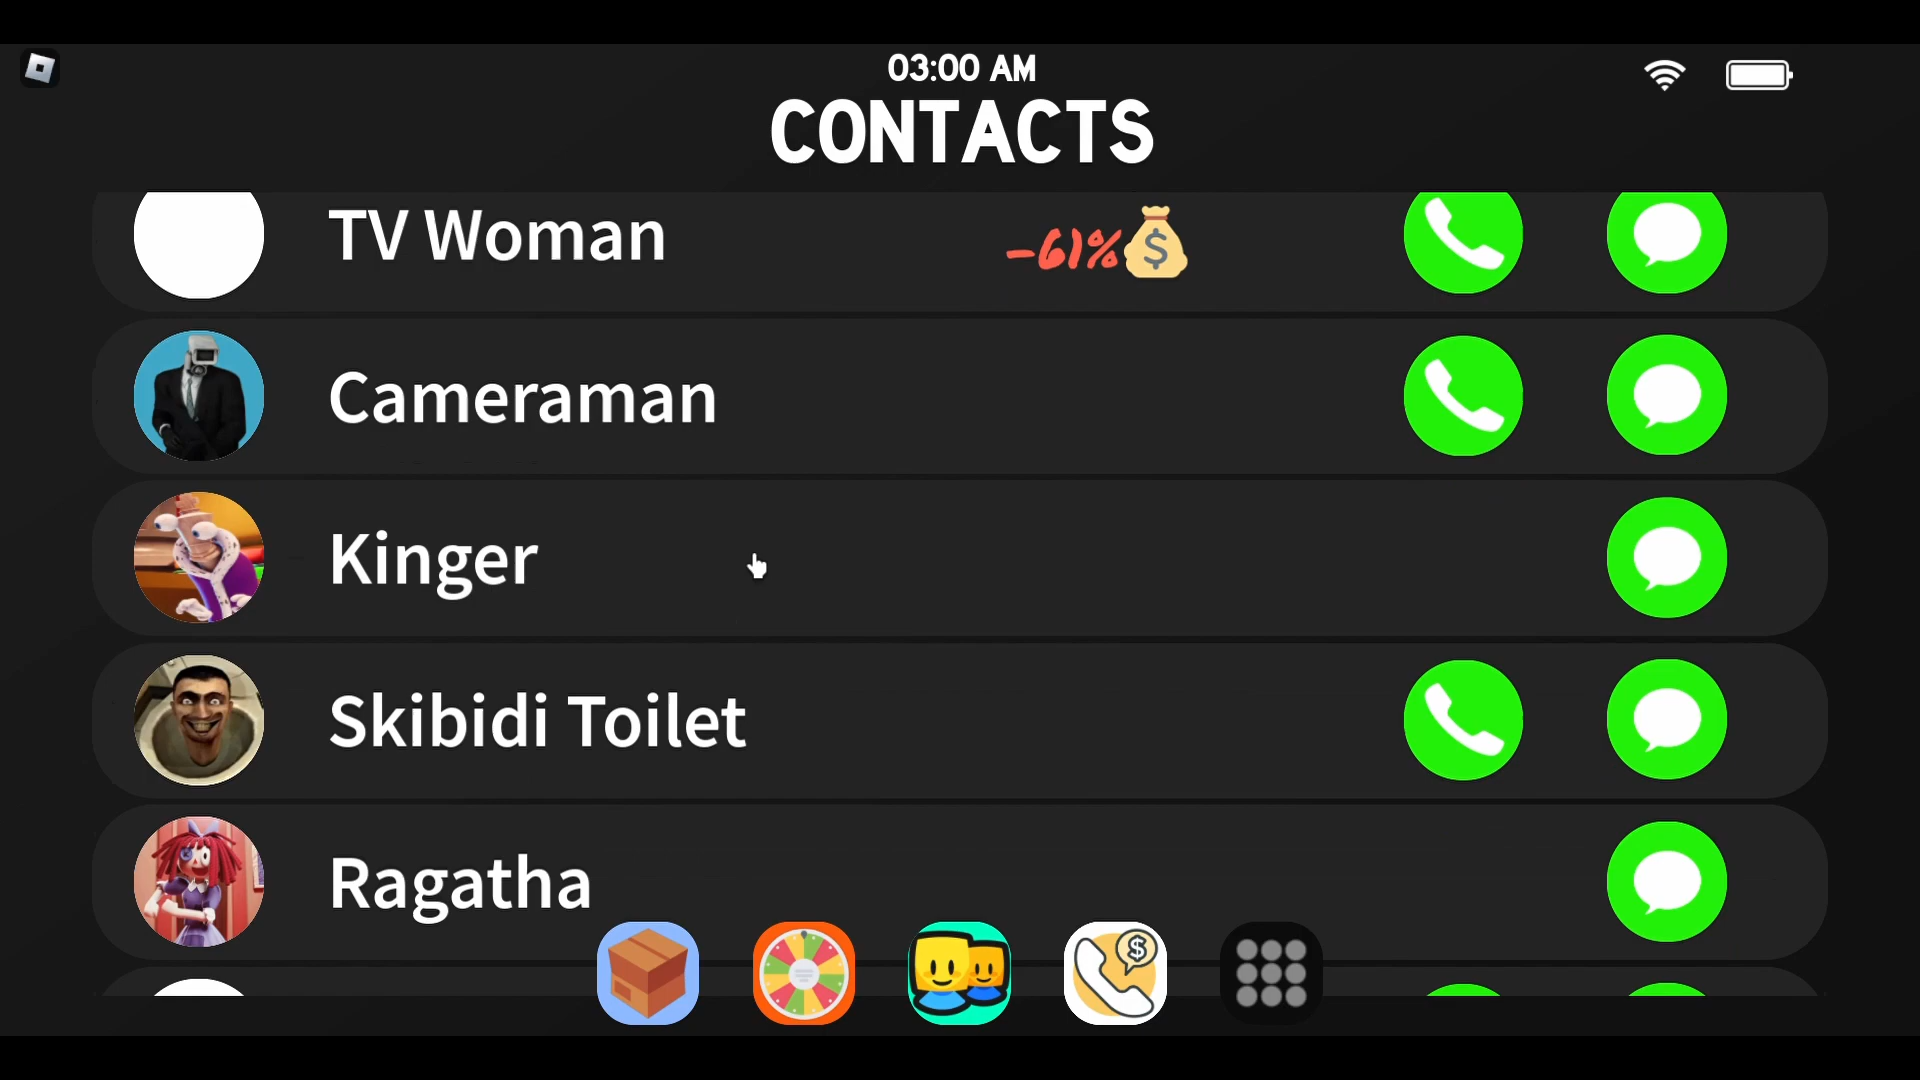 03:00 AM
CONTACTS
TV Woman
-61%
$
Cameraman
Kinger
Skibidi Toilet
Ragatha
$